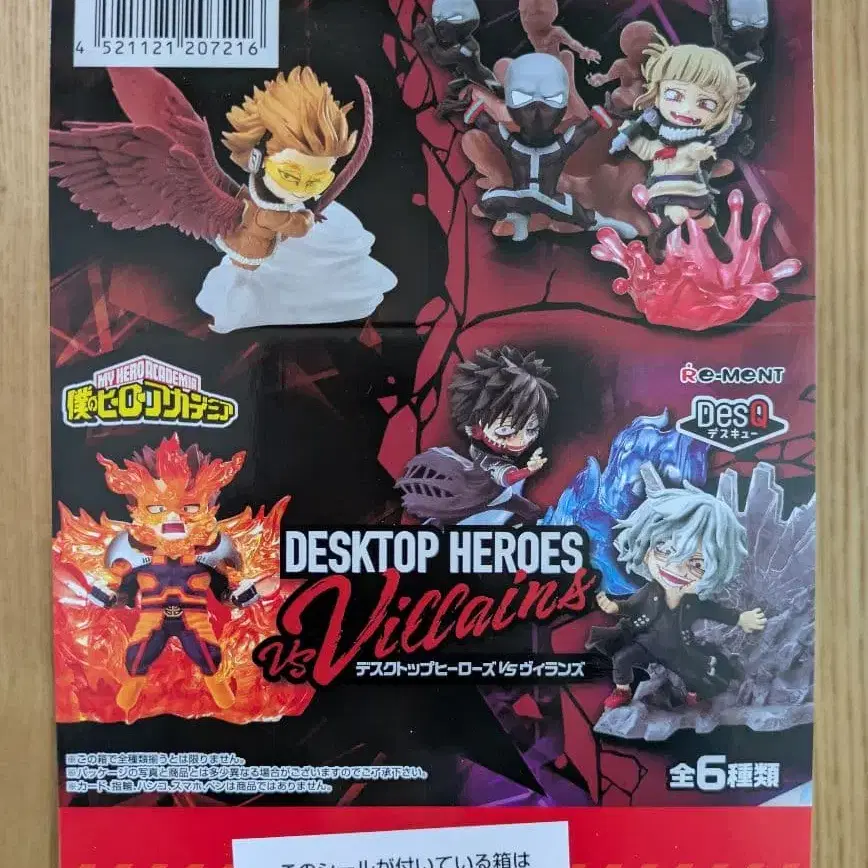 4 521121 207216
Re-MeNT
DesQ
デスキュー
MY HERO ACADEMIA
僕のヒーローアカデミア
DESKTOP HEROES
VS Villains
デスクトップヒーローズ VS ヴィランズ
※この箱で全種類揃うとは限りません。
※パッケージの写真と商品とは多少異なる場合がございますのでご了承下さい。
※カード、指輪、ハンコ、スマホ、ペンは商品ではありません。
全6種類
このシールが付いている箱は